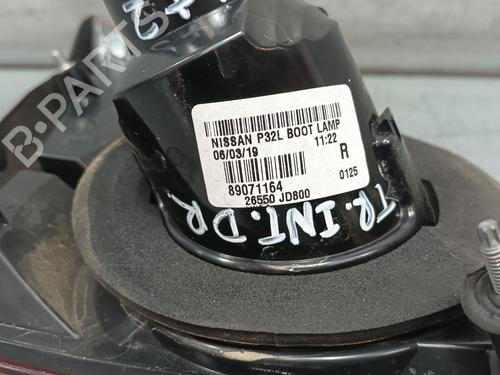 NISSAN P32L BOOT LAMP
06/03/19 11:22
R
89071164 0125
26550 JD800
TR.INT.DR
B-PARTS